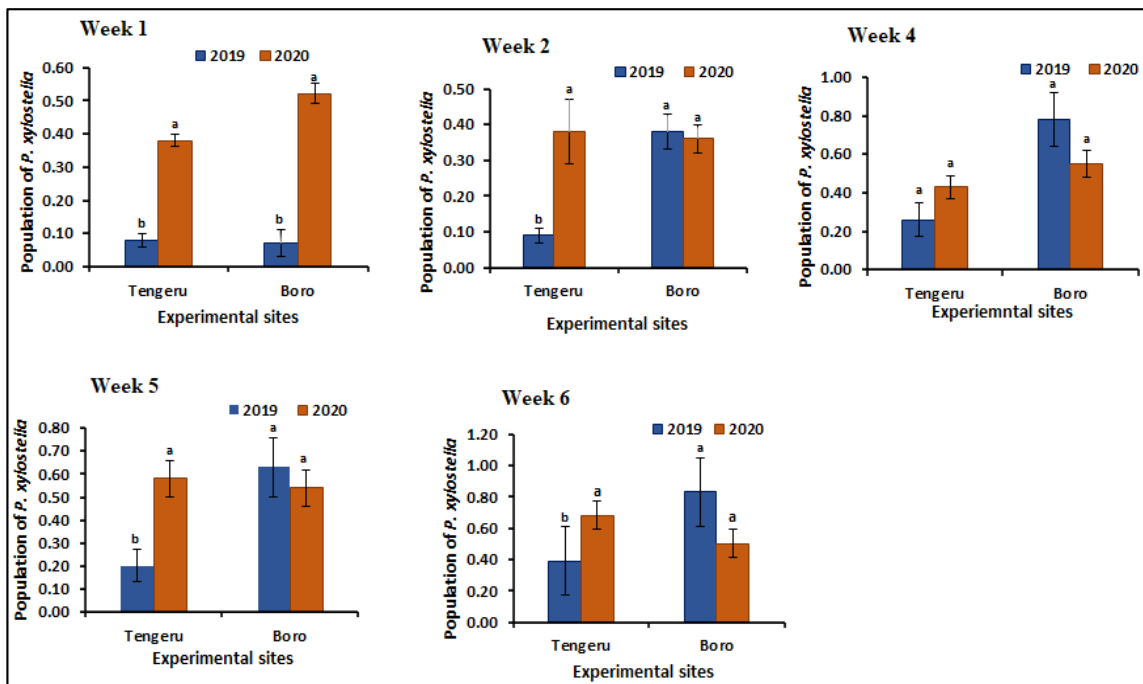 Week 1
2019 2020
Population of P. xylostella
0.60
0.50
0.40
0.30
0.20
0.10
0.00
b
a
b
a
Tengeru Boro
Experimental sites
Week 2
2019 2020
Population of P. xylostella
0.50
0.40
0.30
0.20
0.10
0.00
b
a
a
a
Tengeru Boro
Experimental sites
Week 4
2019 2020
Population of P. xylostella
1.00
0.80
0.60
0.40
0.20
0.00
a
a
a
a
Tengeru Boro
Experiemntal sites
Week 5
2019 2020
Population of P. xylostella
0.80
0.70
0.60
0.50
0.40
0.30
0.20
0.10
0.00
b
a
a
a
Tengeru Boro
Experimental sites
Week 6
2019 2020
Population of P. xylostella
1.20
1.00
0.80
0.60
0.40
0.20
0.00
b
a
a
a
Tengeru Boro
Experimental sites